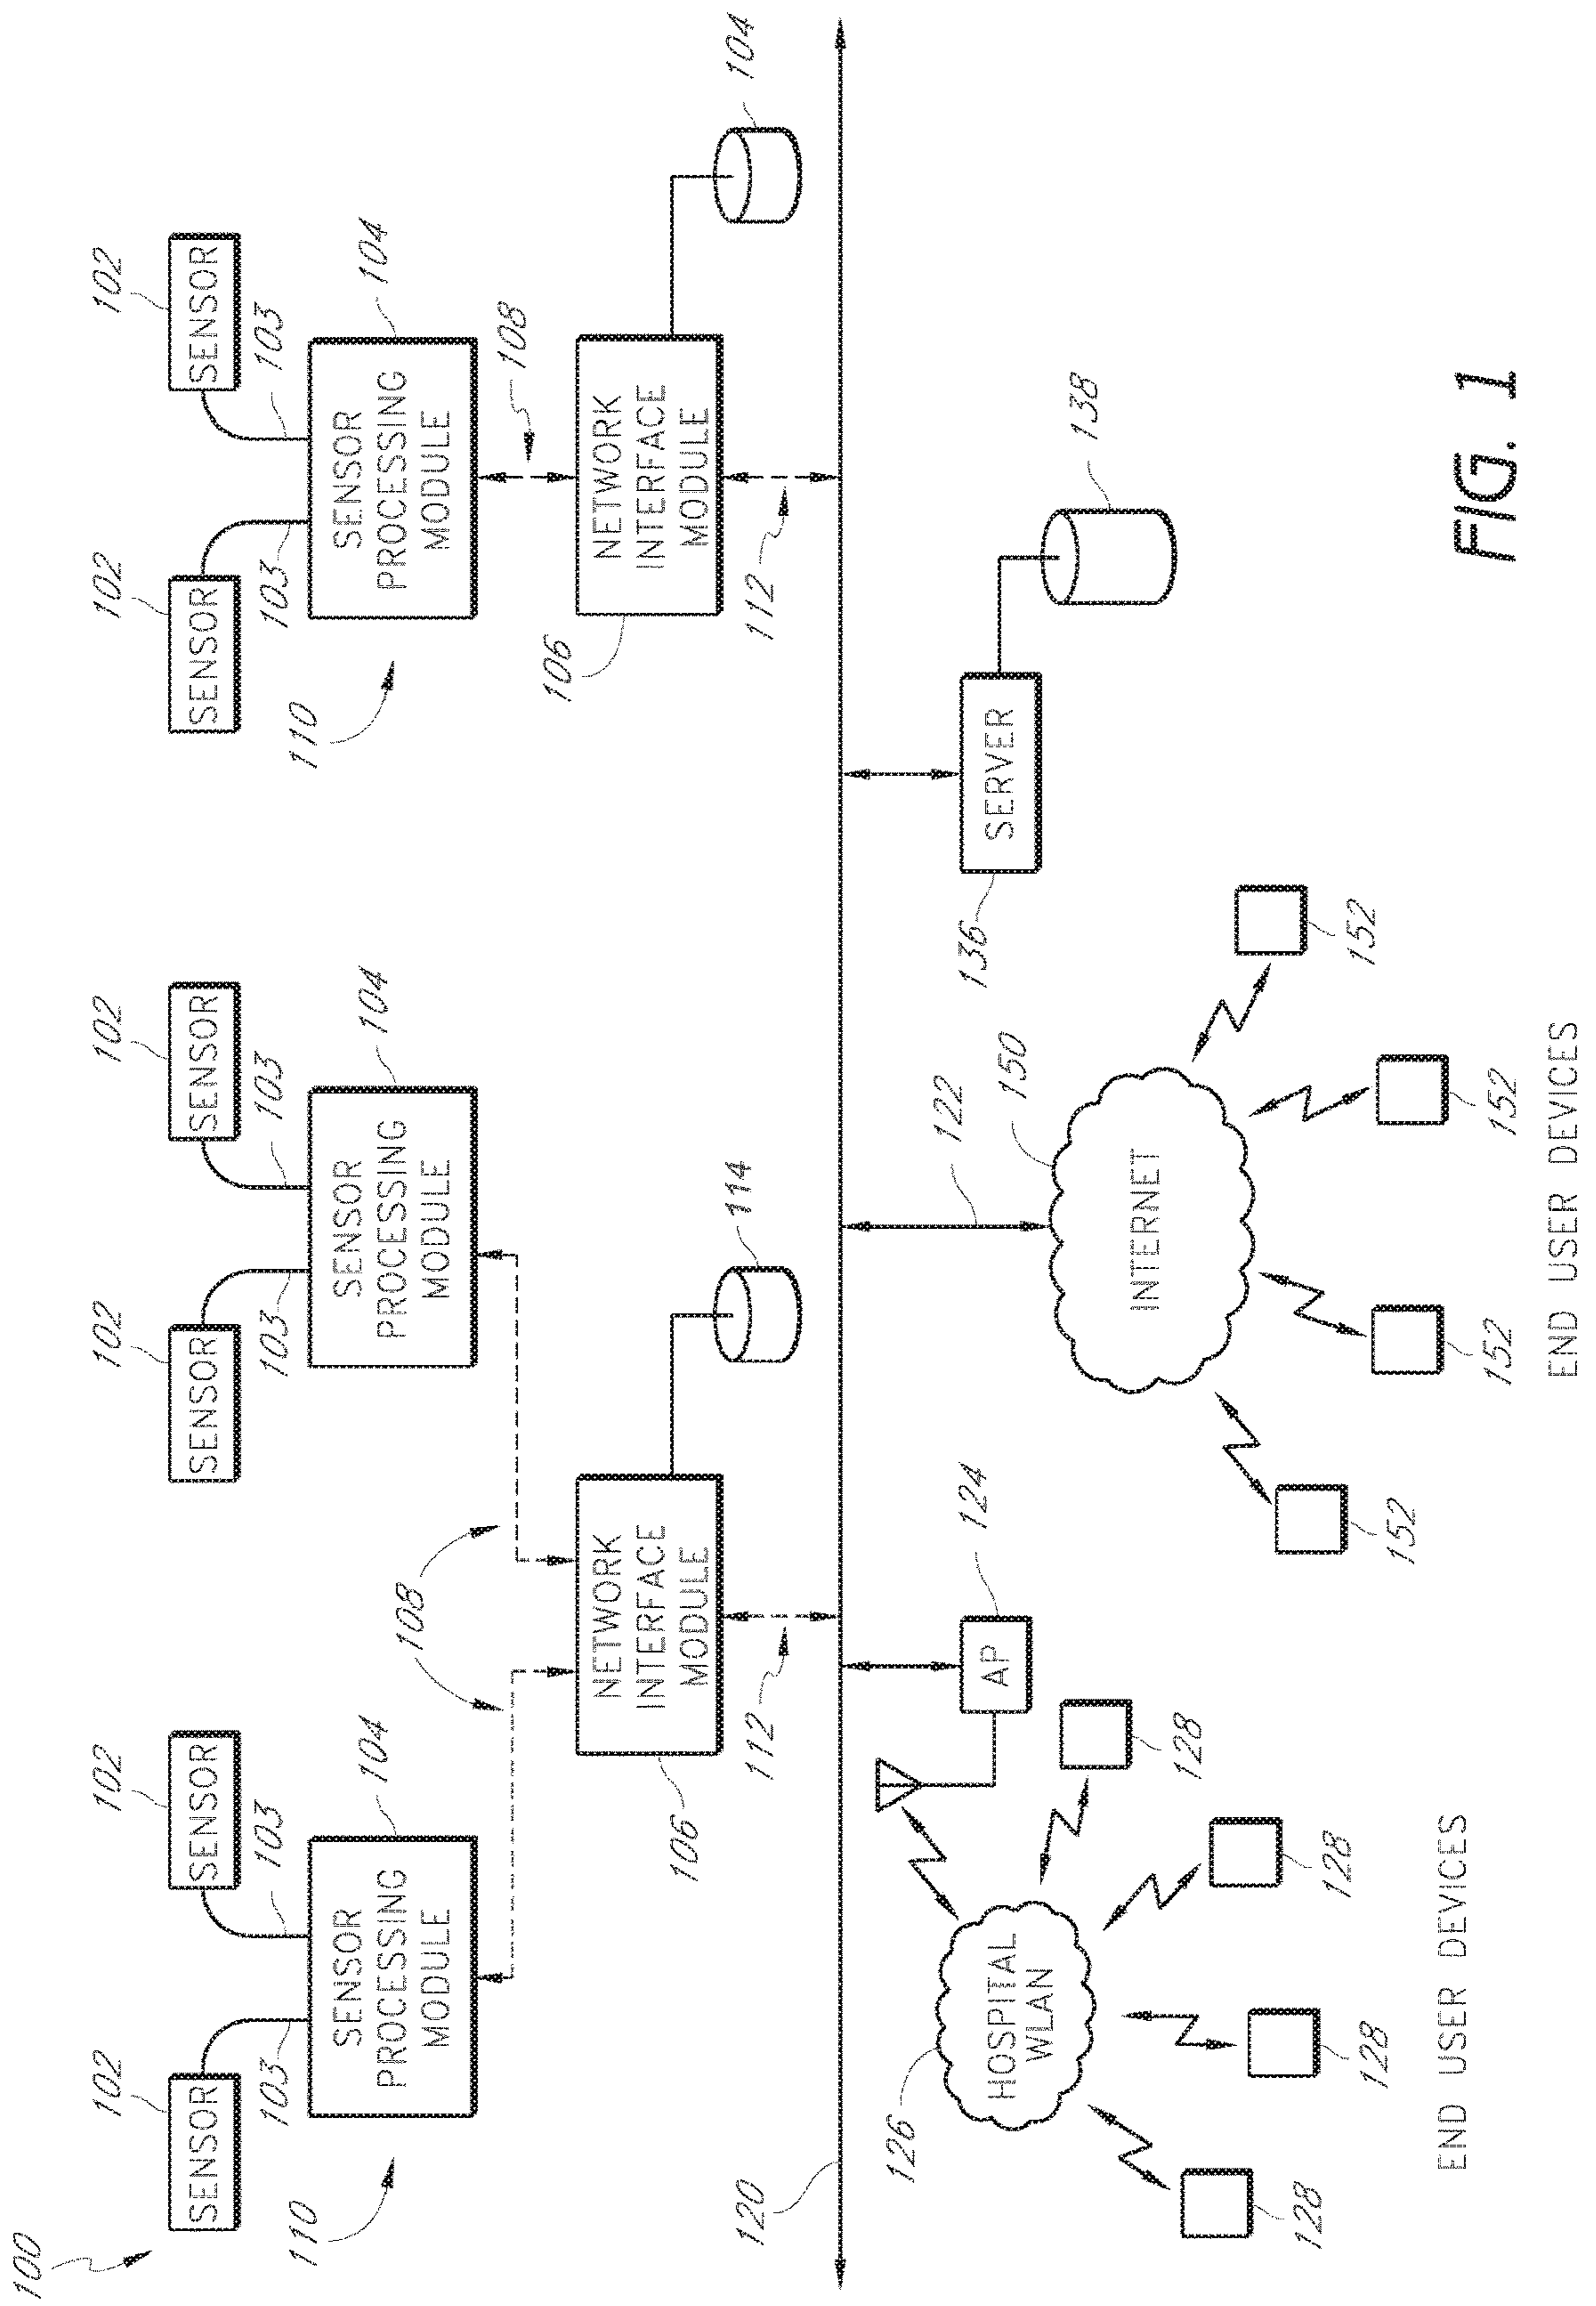 100
102
102
102
102
102
102
SENSOR
SENSOR
SENSOR
SENSOR
SENSOR
SENSOR
103
103
103
103
103
103
110
104
104
110
104
SENSOR
PROCESSING
MODULE
SENSOR
PROCESSING
MODULE
SENSOR
PROCESSING
MODULE
108
108
106
NETWORK
INTERFACE
MODULE
114
106
NETWORK
INTERFACE
MODULE
104
112
112
120
126
HOSPITAL
WLAN
AP
124
122
150
INTERNET
136
SERVER
138
128
128
128
128
END USER DEVICES
152
152
152
152
END USER DEVICES
FIG. 1